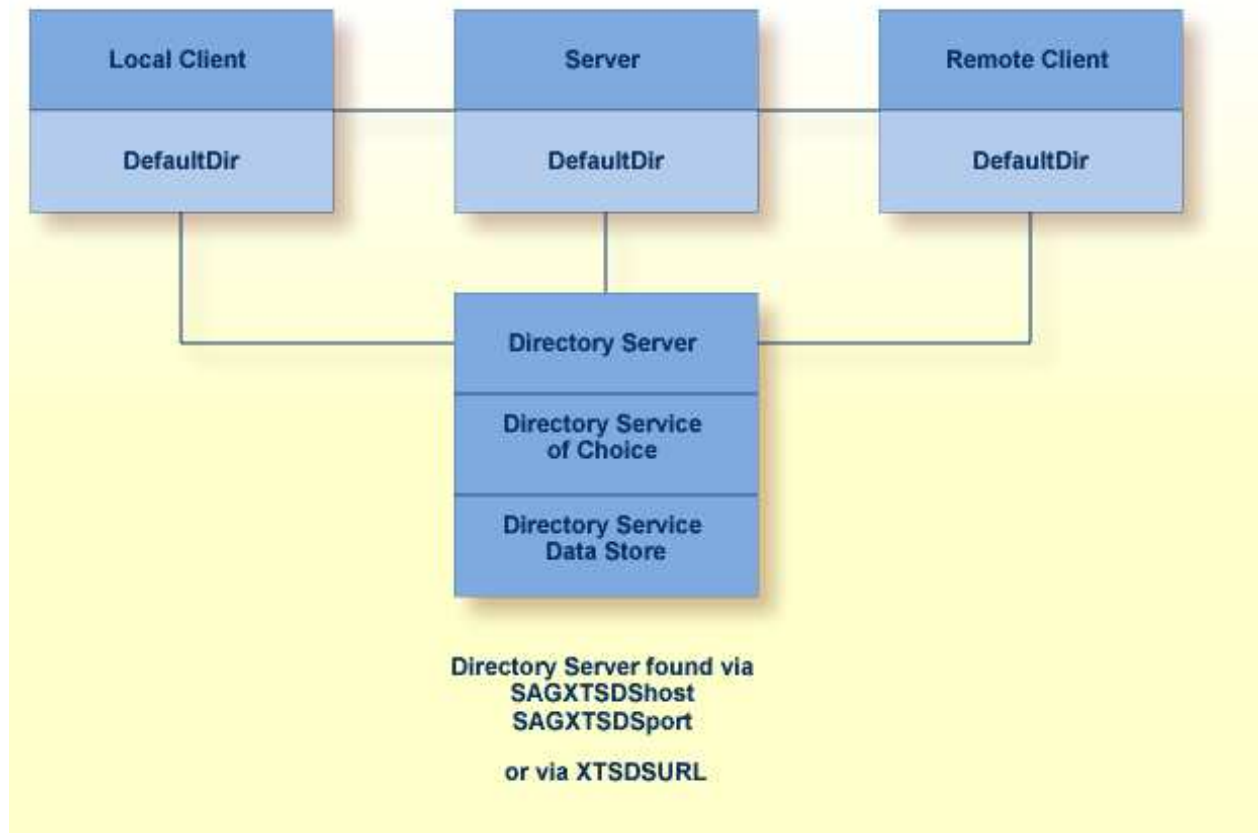 Local Client
Server
Remote Client
DefaultDir
DefaultDir
DefaultDir
Directory Server
Directory Service
of Choice
Directory Service
Data Store
Directory Server found via
SAGXTSDShost
SAGXTSDSport
or via XTSDSURL